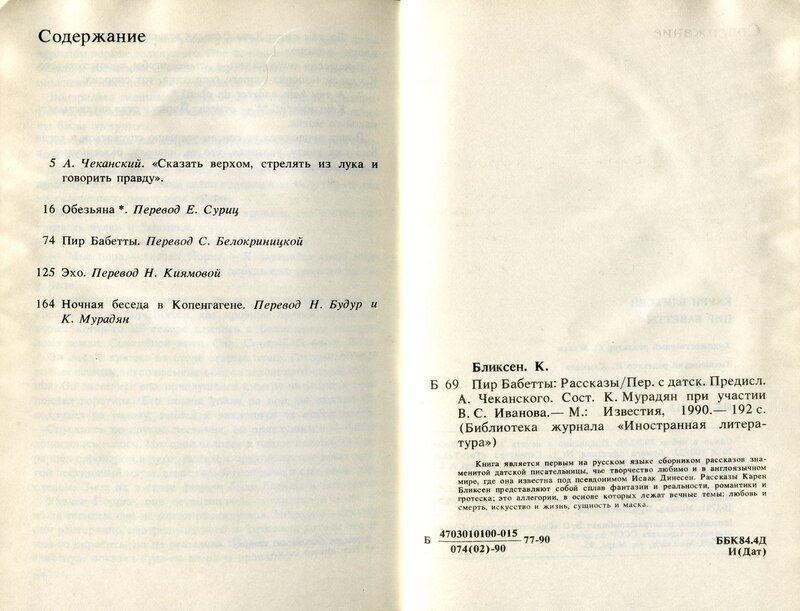 Содержание
5 А. Чеканский. «Сказать верхом, стрелять из лука и
говорить правду».
16 Обезьяна *. Перевод Е. Суриц
74 Пир Бабетты. Перевод С. Белокриницкой
125 Эхо. Перевод Н. Киямовой
164 Ночная беседа в Копенгагене. Перевод Н. Будур и
К. Мурадян
Бликсен. К.
Б 69 Пир Бабетты: Рассказы/Пер. с датск. Предисл.
А. Чеканского. Сост. К. Мурадян при участии
В. С. Иванова.— М.: Известия, 1990.— 192 с.
(Библиотека журнала «Иностранная литера-
тура»)
Книга является первым на русском языке сборником рассказов зна-
менитой датской писательницы, чье творчество любимо и в англоязычном
мире, где она известна под псевдонимом Исаак Динесен. Рассказы Карен
Бликсен представляют собой сплав фантазии и реальности, романтики и
гротеска; это аллегории, в основе которых лежат вечные темы: любовь и
смерть, искусство и жизнь, сущность и маска.
Б 4703010100-015 77-90
074(02)-90
ББК84.4Д
И(Дат)